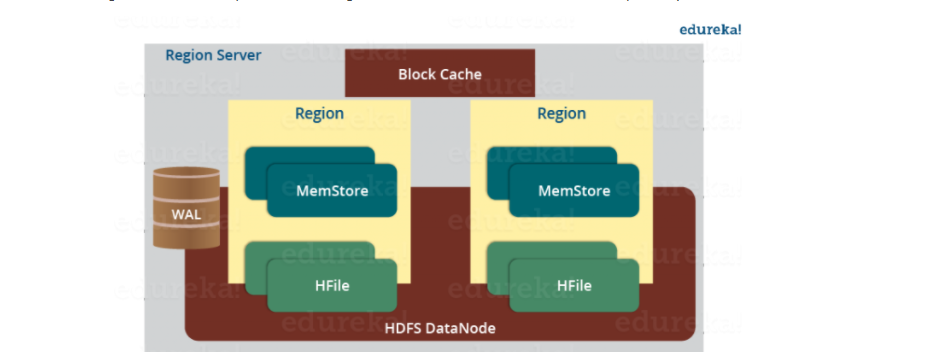 edureka!
Region Server
Block Cache
Region
Region
MemStore
MemStore
WAL
HFile
HFile
HDFS DataNode